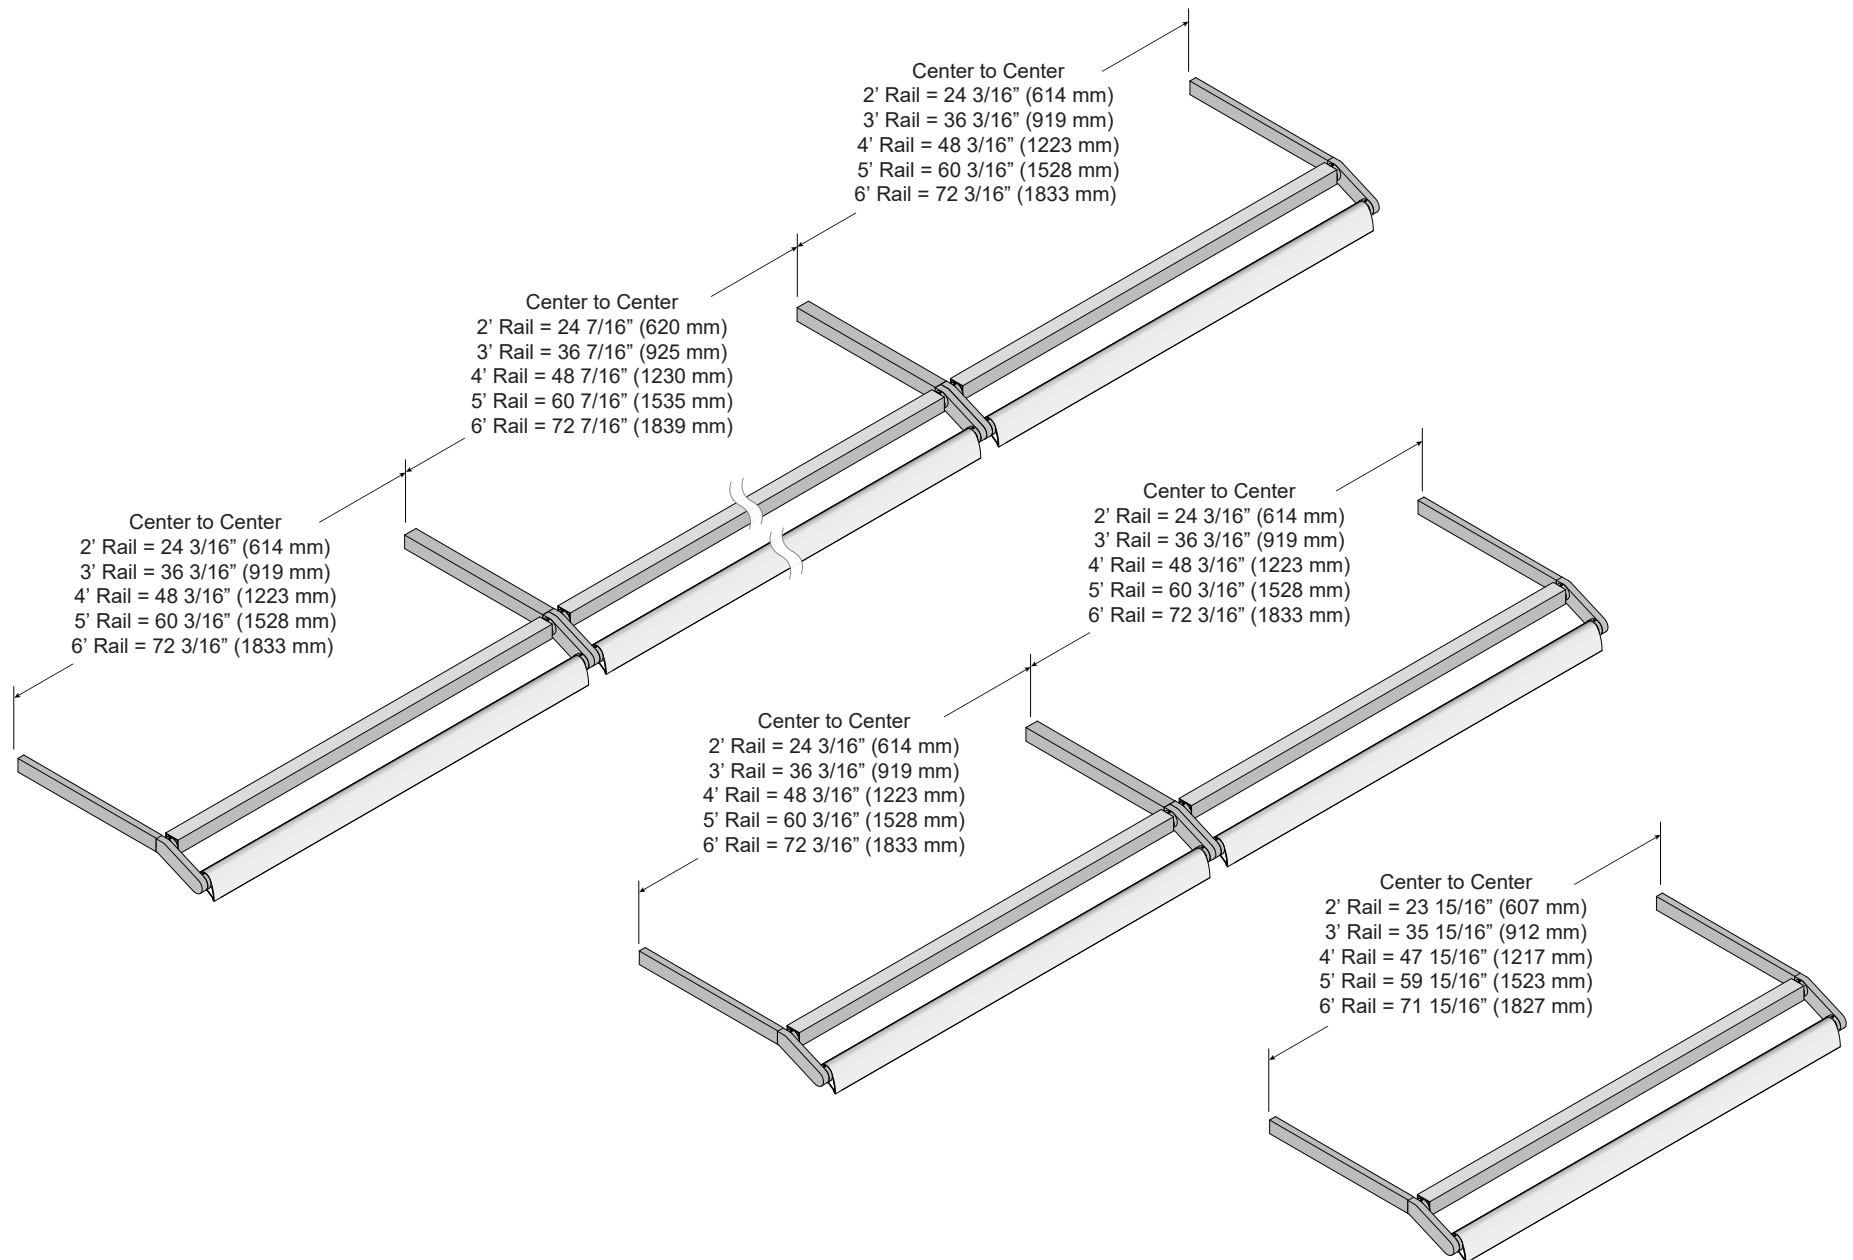 Center to Center
2’ Rail = 24 3/16” (614 mm)
3’ Rail = 36 3/16” (919 mm)
4’ Rail = 48 3/16” (1223 mm)
5’ Rail = 60 3/16” (1528 mm)
6’ Rail = 72 3/16” (1833 mm)
Center to Center
2’ Rail = 24 7/16” (620 mm)
3’ Rail = 36 7/16” (925 mm)
4’ Rail = 48 7/16” (1230 mm)
5’ Rail = 60 7/16” (1535 mm)
6’ Rail = 72 7/16” (1839 mm)
Center to Center
2’ Rail = 24 3/16” (614 mm)
3’ Rail = 36 3/16” (919 mm)
4’ Rail = 48 3/16” (1223 mm)
5’ Rail = 60 3/16” (1528 mm)
6’ Rail = 72 3/16” (1833 mm)
Center to Center
2’ Rail = 24 3/16” (614 mm)
3’ Rail = 36 3/16” (919 mm)
4’ Rail = 48 3/16” (1223 mm)
5’ Rail = 60 3/16” (1528 mm)
6’ Rail = 72 3/16” (1833 mm)
Center to Center
2’ Rail = 24 3/16” (614 mm)
3’ Rail = 36 3/16” (919 mm)
4’ Rail = 48 3/16” (1223 mm)
5’ Rail = 60 3/16” (1528 mm)
6’ Rail = 72 3/16” (1833 mm)
Center to Center
2’ Rail = 23 15/16” (607 mm)
3’ Rail = 35 15/16” (912 mm)
4’ Rail = 47 15/16” (1217 mm)
5’ Rail = 59 15/16” (1523 mm)
6’ Rail = 71 15/16” (1827 mm)